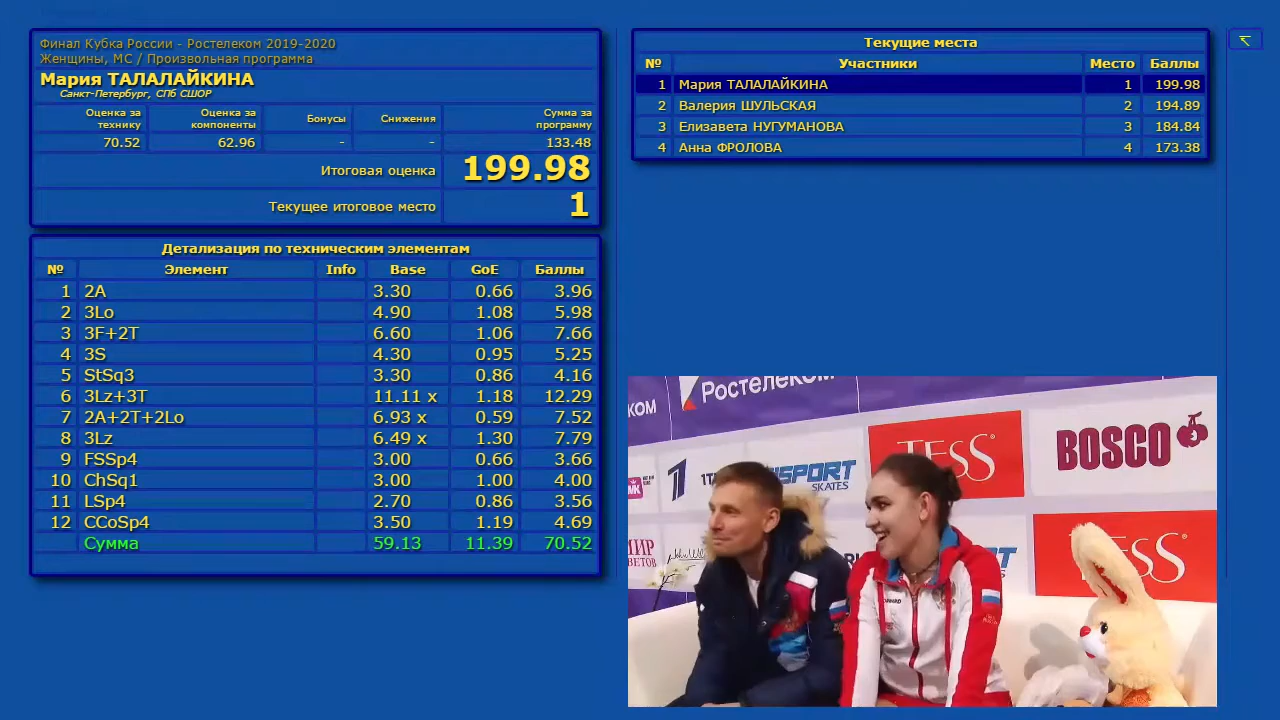 Финал Кубка России - Ростелеком 2019-2020
Женщины, МС / Произвольная программа
Мария ТАЛАЛАЙКИНА
Санкт-Петербург, СПб СШОР
Оценка за технику Оценка за компоненты Бонусы Снижения Сумма за программу
70.52 62.96 - - 133.48
Итоговая оценка 199.98
Текущее итоговое место 1
Детализация по техническим элементам
№ Элемент Info Base GoE Баллы
1 2A 3.30 0.66 3.96
2 3Lo 4.90 1.08 5.98
3 3F+2T 6.60 1.06 7.66
4 3S 4.30 0.95 5.25
5 StSq3 3.30 0.86 4.16
6 3Lz+3T 11.11 x 1.18 12.29
7 2A+2T+2Lo 6.93 x 0.59 7.52
8 3Lz 6.49 x 1.30 7.79
9 FSSp4 3.00 0.66 3.66
10 ChSq1 3.00 1.00 4.00
11 LSp4 2.70 0.86 3.56
12 CCoSp4 3.50 1.19 4.69
Сумма 59.13 11.39 70.52
Текущие места
№ Участники Место Баллы
1 Мария ТАЛАЛАЙКИНА 1 199.98
2 Валерия ШУЛЬСКАЯ 2 194.89
3 Елизавета НУГУМАНОВА 3 184.84
4 Анна ФРОЛОВА 4 173.38
Ростелеком
КОМ
TESS
BOSCO
SPORT
SKATES
МИР
TESS